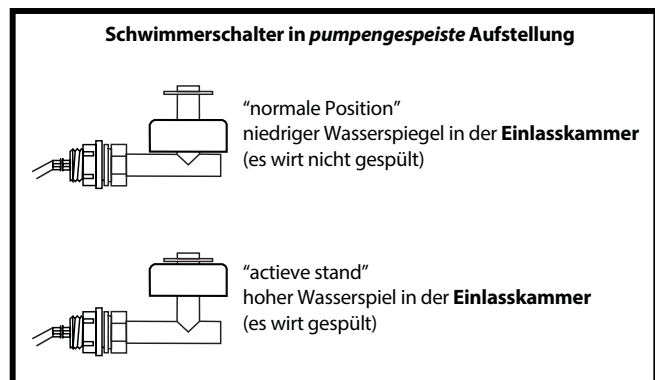 Schwimmerschalter in pumpengespeiste Aufstellung
“normale Position”
niedriger Wasserspiegel in der Einlasskammer
(es wirt nicht gespült)
“actieve stand”
hoher Wasserspiel in der Einlasskammer
(es wirt gespült)